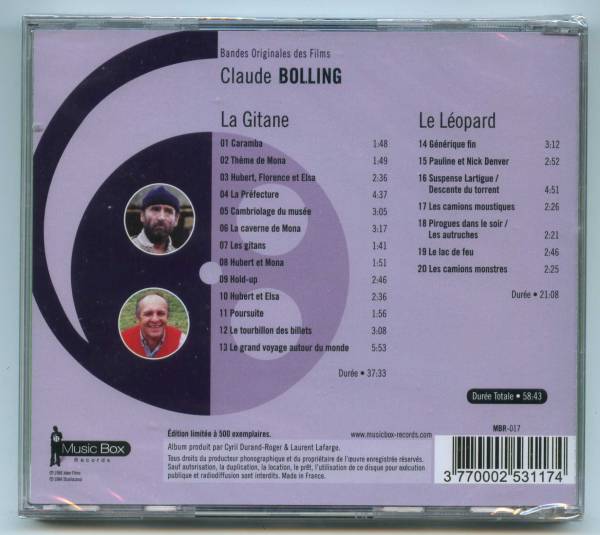 Bandes Originales des Films
Claude BOLLING
La Gitane
01 Caramba 1:48
02 Thème de Mona 1:49
03 Hubert, Florence et Elsa 2:36
04 La Préfecture 4:37
05 Cambriolage du musée 3:05
06 La caverne de Mona 3:17
07 Les gitans 1:41
08 Hubert et Mona 1:51
09 Hold-up 2:46
10 Hubert et Elsa 2:36
11 Poursuite 1:56
12 Le tourbillon des billets 3:08
13 Le grand voyage autour du monde 5:53
Durée • 37:33
Le Léopard
14 Générique fin 3:12
15 Pauline et Nick Denver 2:52
16 Suspense Lartigue /
Descente du torrent 4:51
17 Les camions moustiques 2:26
18 Pirogues dans le soir /
Les autruches 2:21
19 Le lac de feu 2:46
20 Les camions monstres 2:25
Durée • 21:08
Durée Totale • 58:43
Music Box
Records
Édition limitée à 500 exemplaires. www.musicbox-records.com
Album produit par Cyril Durand-Roger & Laurent Lafarge.
Tous droits du producteur phonographique et du propriétaire de l'œuvre enregistrée réservés.
Sauf autorisation, la duplication, la location, le prêt, l'utilisation de ce disque pour exécution
publique et radiodiffusion sont interdits. Made in France.
MBR-017
3 770002 531174